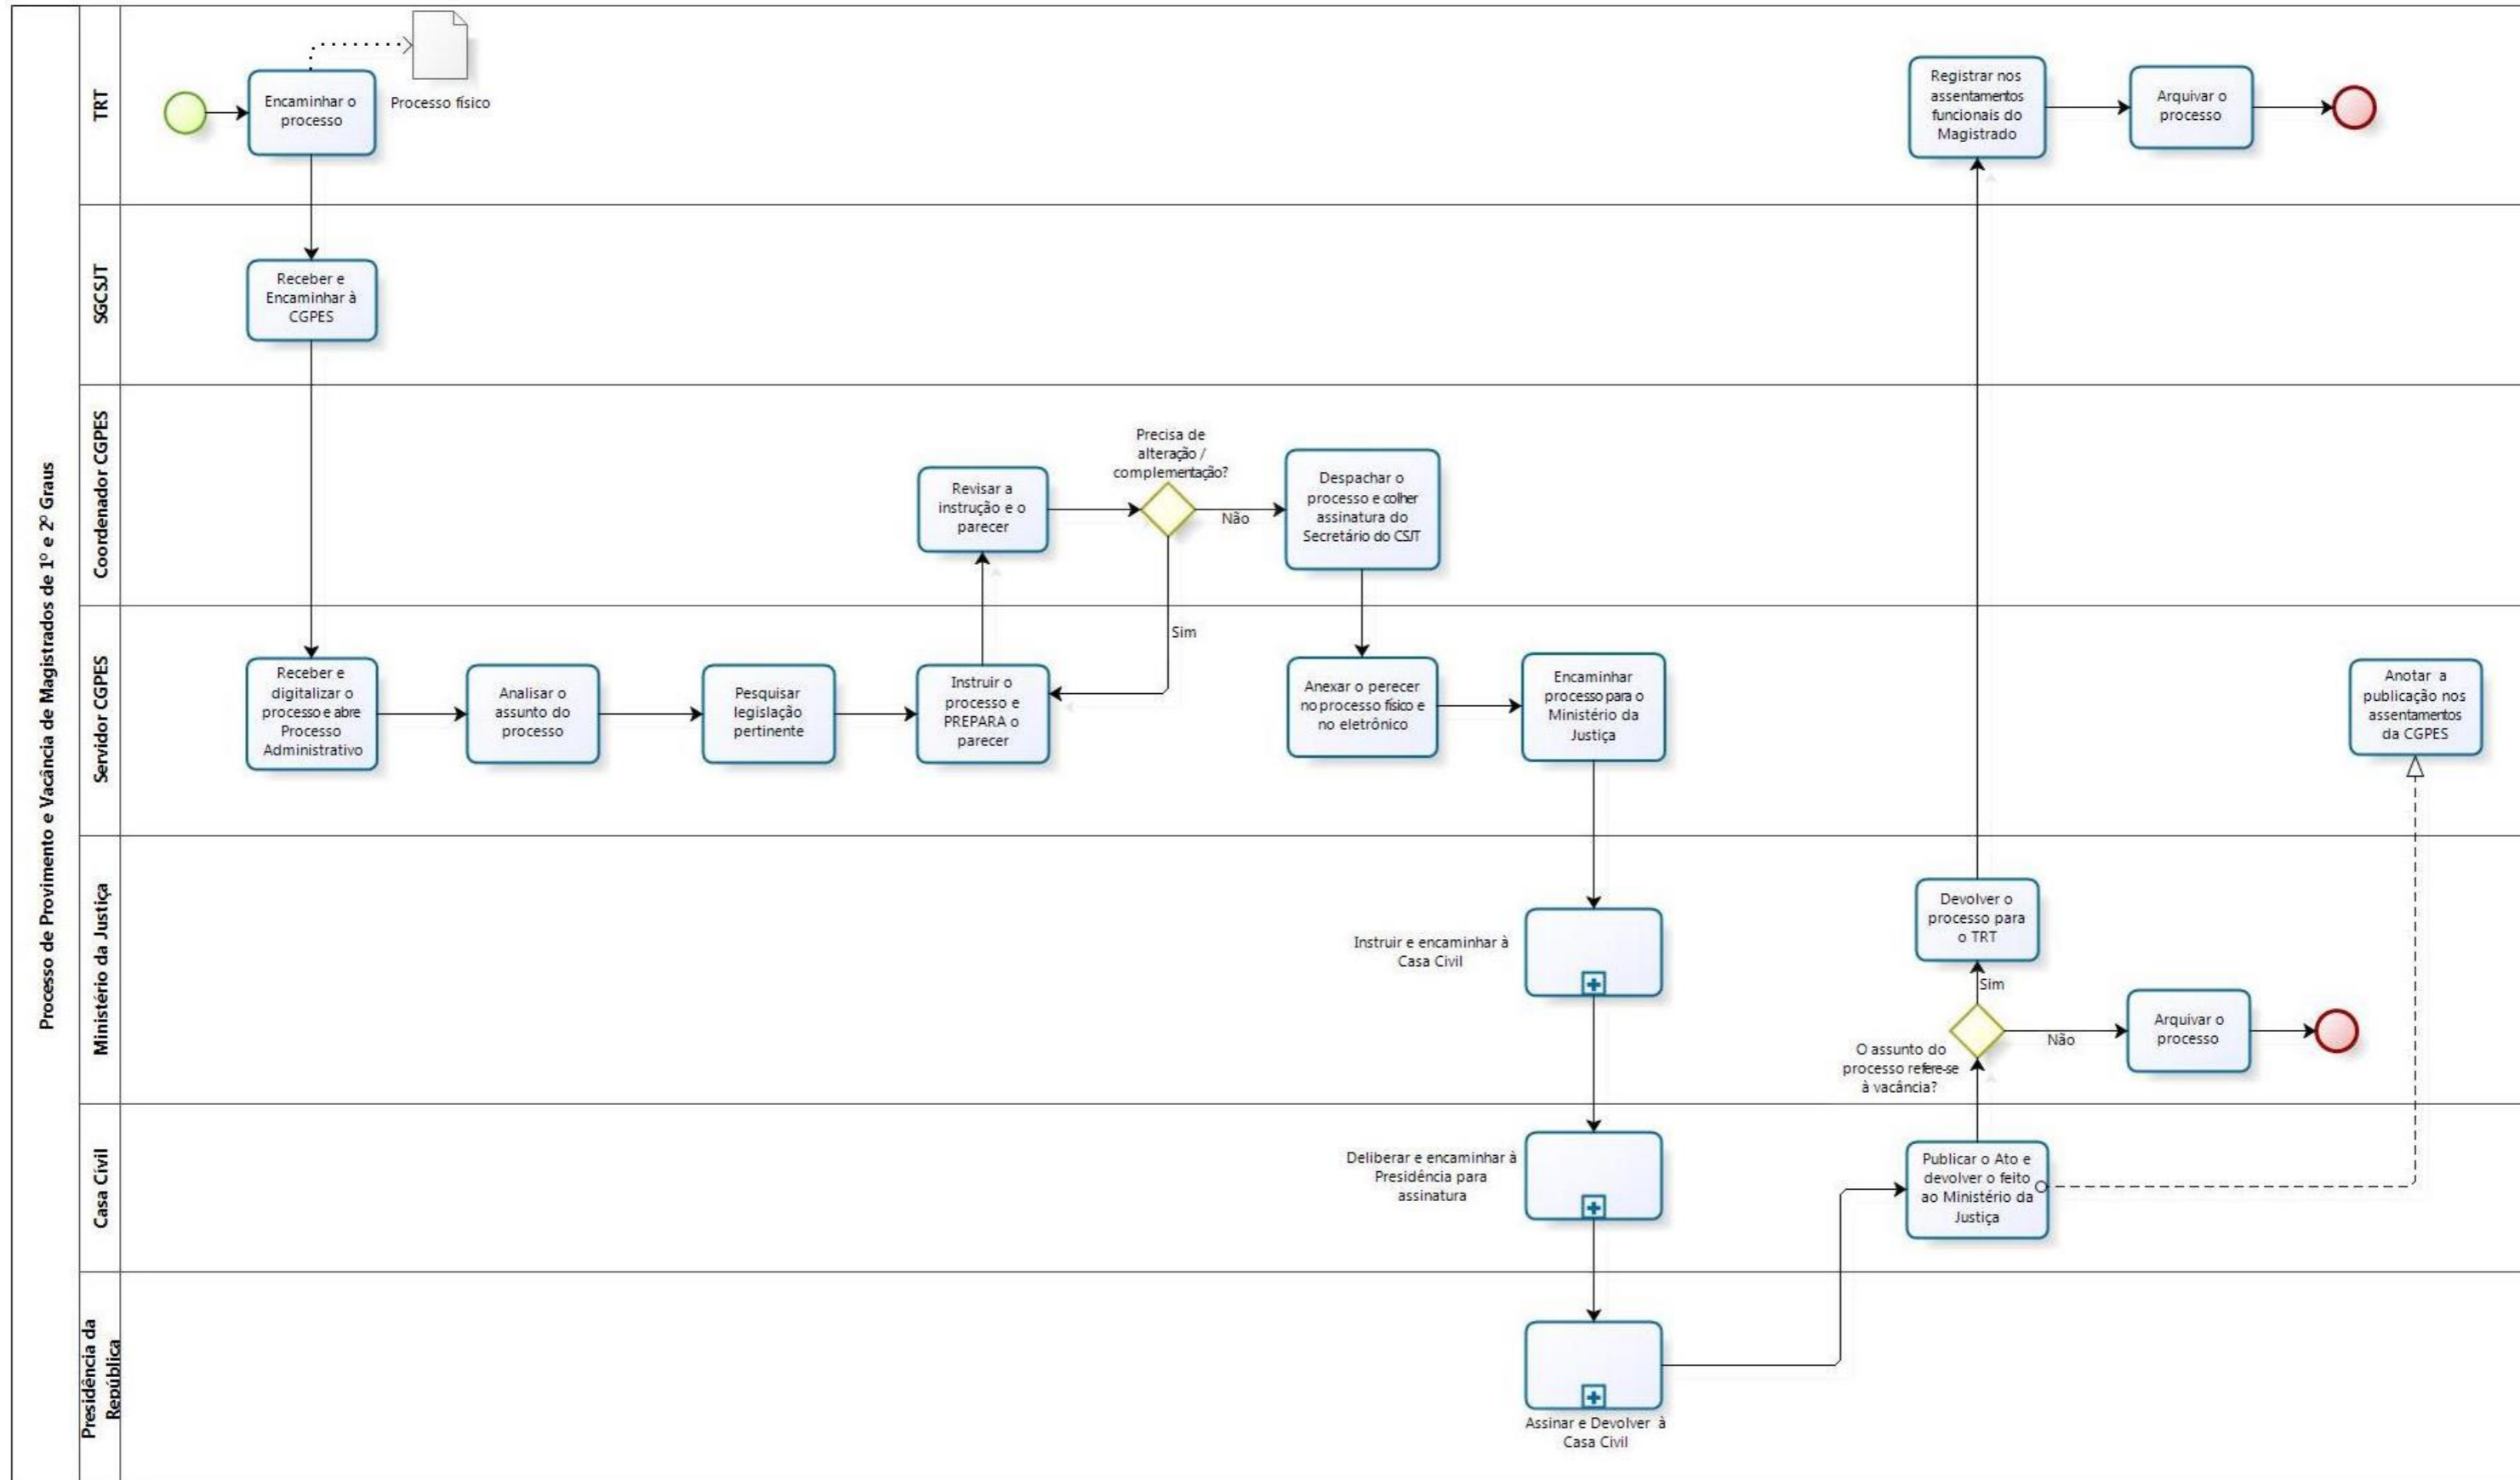 Processo de Provimento e Vacância de Magistrados de 1º e 2º Graus
TRT
Encaminhar o
processo
Processo físico
Registrar nos
assentamentos
funcionais do
Magistrado
Arquivar o
processo
SGCSJT
Receber e
Encaminhar à
CGPES
Coordenador CGPES
Revisar a
instrução e o
parecer
Precisa de
alteração /
complementação?
Não
Sim
Despachar o
processo e colher
assinatura do
Secretário do CSJT
Servidor CGPES
Receber e
digitalizar o
processo e abre
Processo
Administrativo
Analisar o
assunto do
processo
Pesquisar
legislação
pertinente
Instruir o
processo e
PREPARA o
parecer
Anexar o perecer
no processo físico e
no eletrônico
Encaminhar
processo para o
Ministério da
Justiça
Anotar a
publicação nos
assentamentos
da CGPES
Ministério da Justiça
Instruir e encaminhar à
Casa Civil
Devolver o
processo para
o TRT
Sim
O assunto do
processo refere-se
à vacância?
Não
Arquivar o
processo
Casa Civil
Deliberar e encaminhar à
Presidência para
assinatura
Publicar o Ato e
devolver o feito
ao Ministério da
Justiça
Presidência da
República
Assinar e Devolver à
Casa Civil